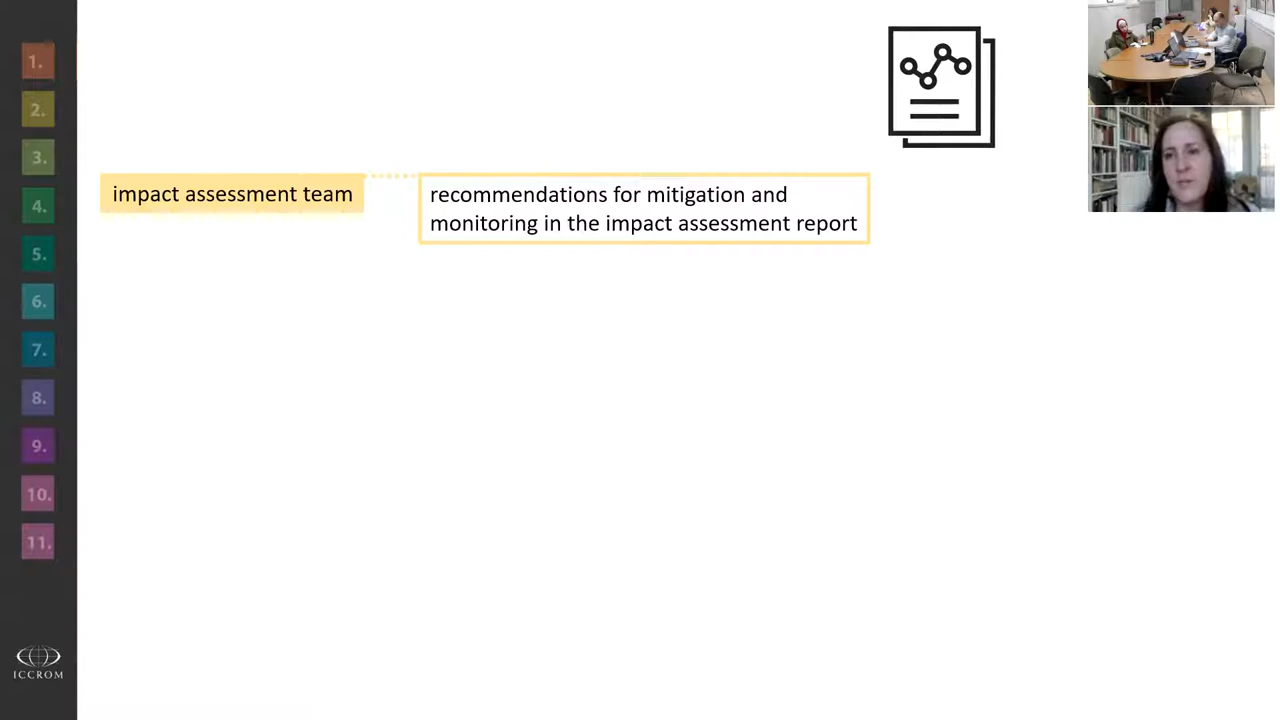 1.
2.
3.
4.
5.
6.
7.
8.
9.
10.
11.
ICCROM
impact assessment team
recommendations for mitigation and
monitoring in the impact assessment report